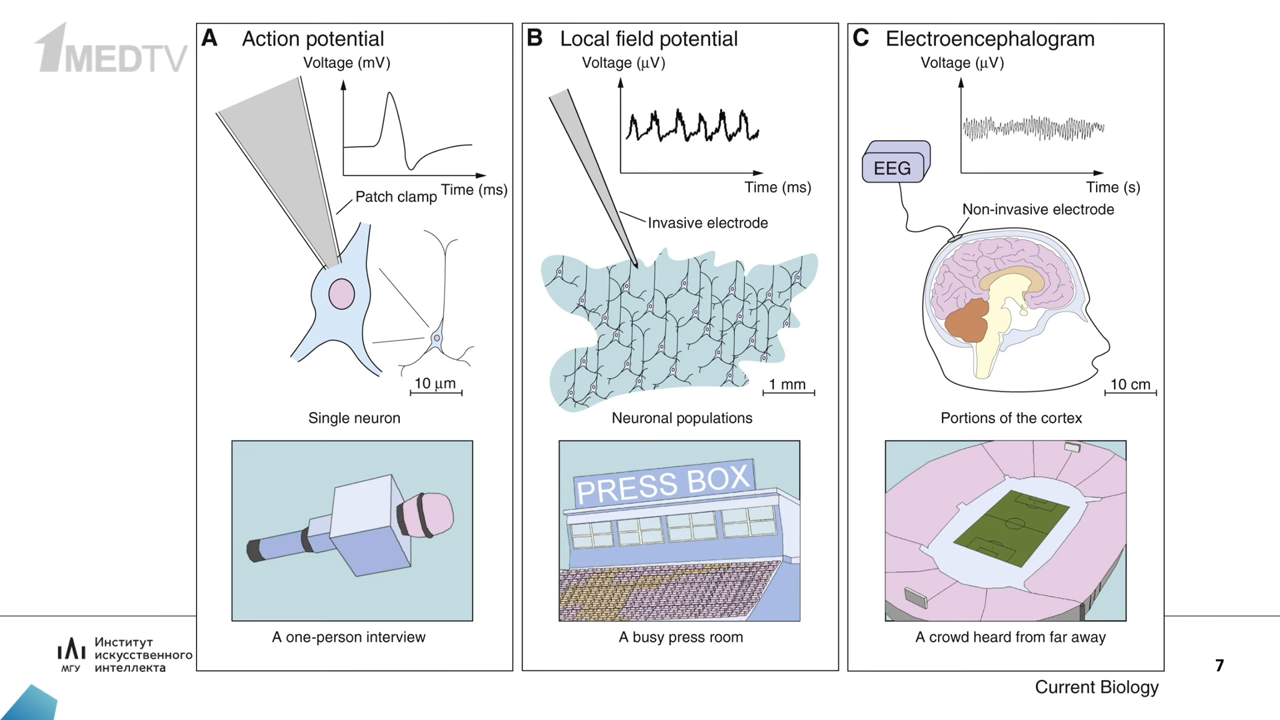 1MEDTV
A Action potential
Voltage (mV)
Time (ms)
Patch clamp
10 μm
Single neuron
A one-person interview
B Local field potential
Voltage (μV)
Time (ms)
Invasive electrode
1 mm
Neuronal populations
PRESS BOX
A busy press room
C Electroencephalogram
Voltage (μV)
EEG
Time (s)
Non-invasive electrode
10 cm
Portions of the cortex
A crowd heard from far away
МГУ
Институт
искусственного
интеллекта
7
Current Biology